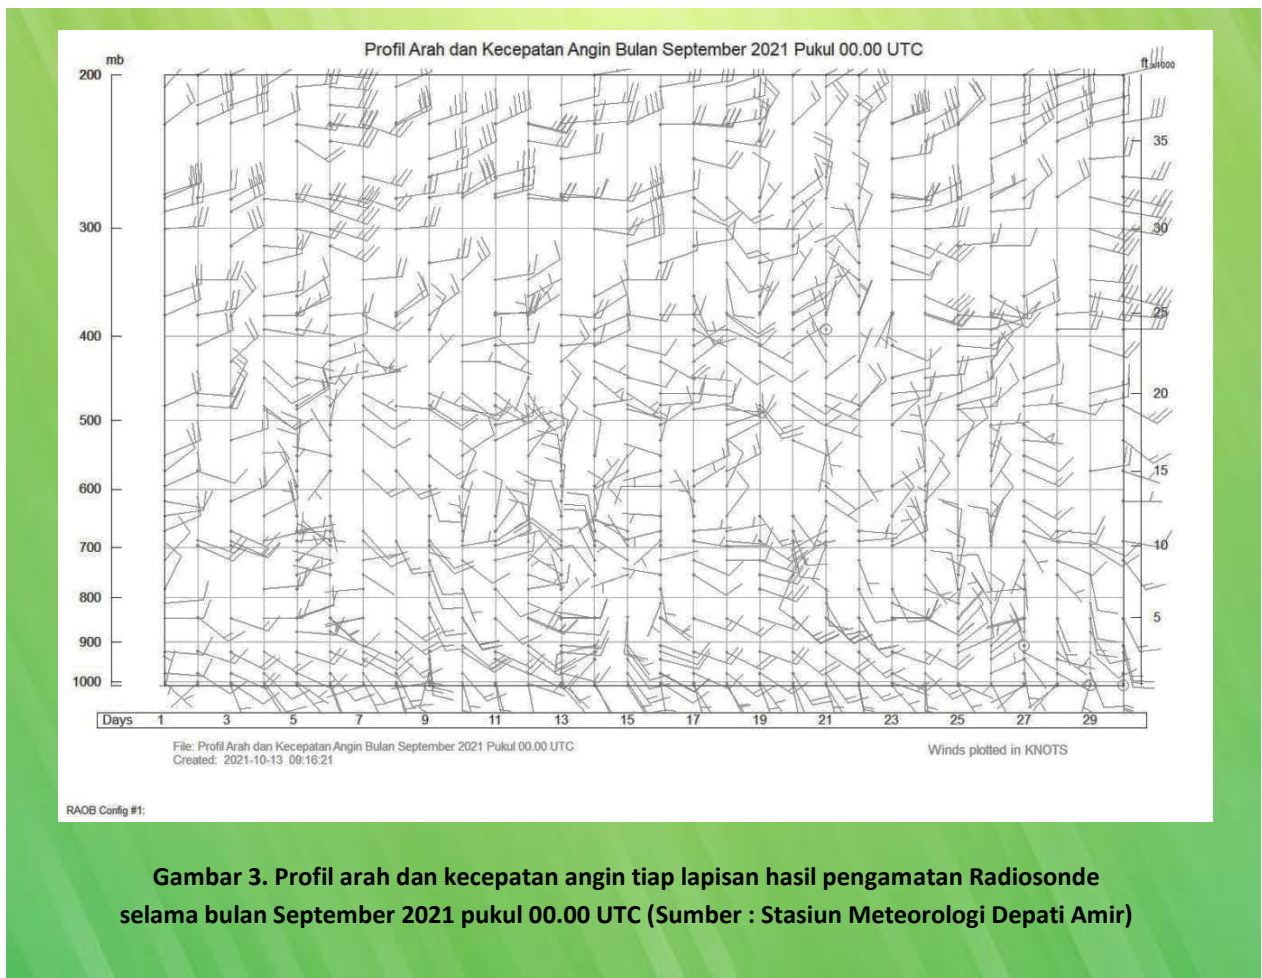 Profil Arah dan Kecepatan Angin Bulan September 2021 Pukul 00.00 UTC
mb
ft x1000
200
35
300
30
400
25
20
500
15
600
700
10
800
5
900
1000
Days 1 3 5 7 9 11 13 15 17 19 21 23 25 27 29
File: Profil Arah dan Kecepatan Angin Bulan September 2021 Pukul 00.00 UTC
Winds plotted in KNOTS
Created: 2021-10-13 09:16:21
RAOB Config #1:
Gambar 3. Profil arah dan kecepatan angin tiap lapisan hasil pengamatan Radiosonde
selama bulan September 2021 pukul 00.00 UTC (Sumber : Stasiun Meteorologi Depati Amir)